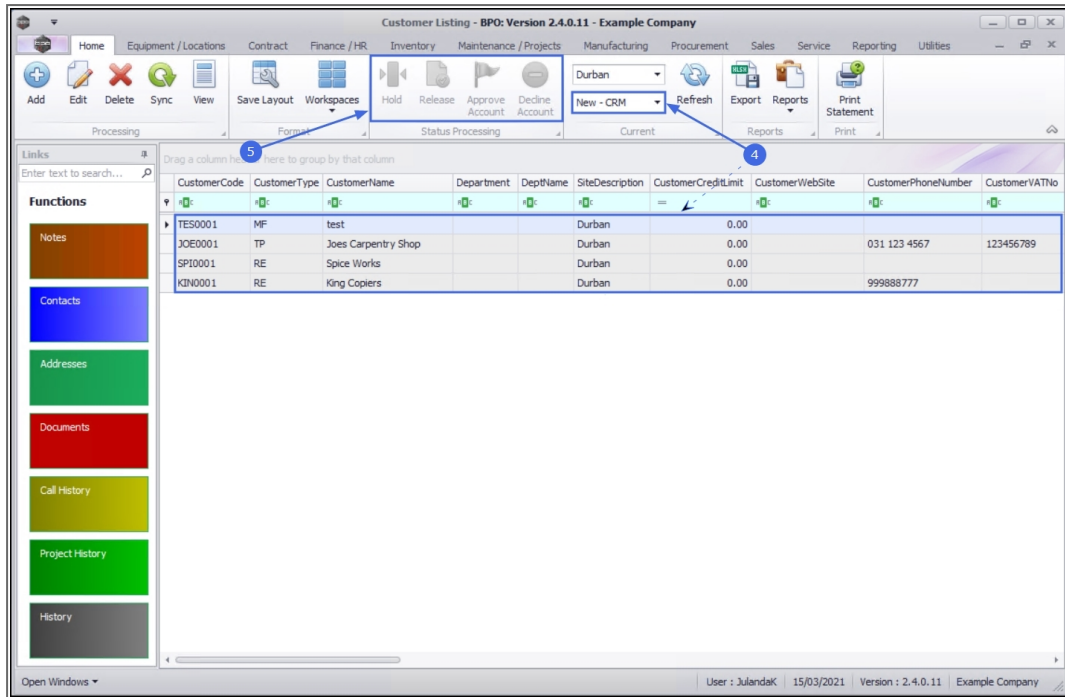 Customer Listing - BPO: Version 2.4.0.11 - Example Company
Home Equipment / Locations Contract Finance / HR Inventory Maintenance / Projects Manufacturing Procurement Sales Service Reporting Utilities
Add Edit Delete Sync View Save Layout Workspaces Hold Release Approve Account Decline Account
Durban
New - CRM
Refresh Export Reports Print Statement
Processing Format Status Processing Current Reports Print
5 4
Links
Drag a column header here to group by that column
Enter text to search...
CustomerCode CustomerType CustomerName Department DeptName SiteDescription CustomerCreditLimit CustomerWebSite CustomerPhoneNumber CustomerVATNo
Functions
=
TES0001 MF test Durban 0.00
JOE0001 TP Joes Carpentry Shop Durban 0.00 031 123 4567 123456789
SPI0001 RE Spice Works Durban 0.00
KIN0001 RE King Copiers Durban 0.00 999888777
Notes
Contacts
Addresses
Documents
Call History
Project History
History
Open Windows User : JulandaK 15/03/2021 Version : 2.4.0.11 Example Company